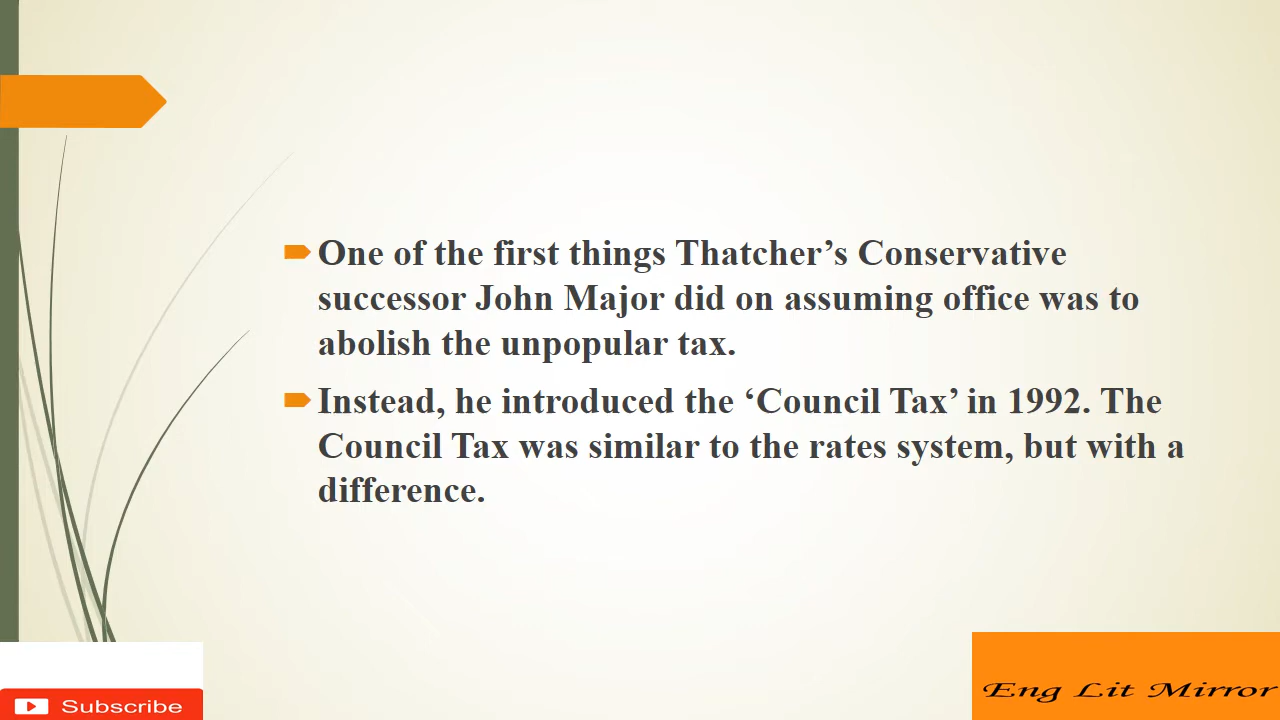 One of the first things Thatcher’s Conservative
successor John Major did on assuming office was to
abolish the unpopular tax.
Instead, he introduced the ‘Council Tax’ in 1992. The
Council Tax was similar to the rates system, but with a
difference.
Subscribe
Eng Lit Mirror